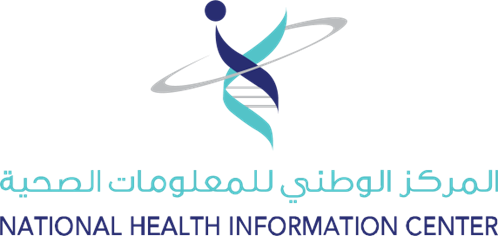 المركز الوطني للمعلومات الصحية
NATIONAL HEALTH INFORMATION CENTER